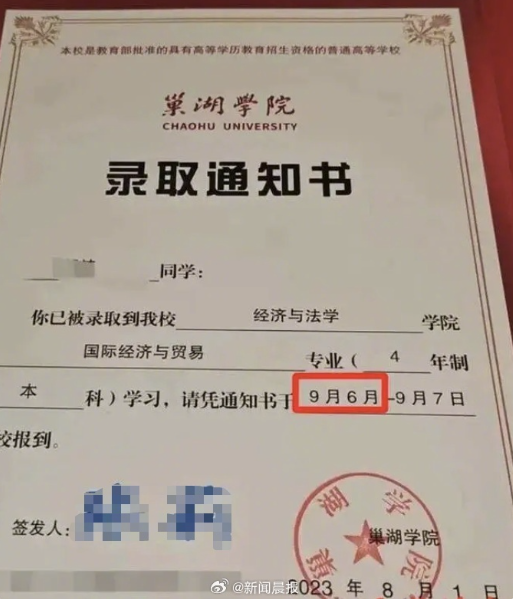 本校是教育部批准的具有高等学历教育招生资格的普通高等学校
巢湖学院
CHAOHU UNIVERSITY
录取通知书
同学：
你已被录取到我校 经济与法学 学院
国际经济与贸易 专业（ 4 年制
本 科）学习，请凭通知书于 9月6月-9月7日
校报到。
签发人：
巢湖学院
2023 年 8 月 1 日
@新闻晨报